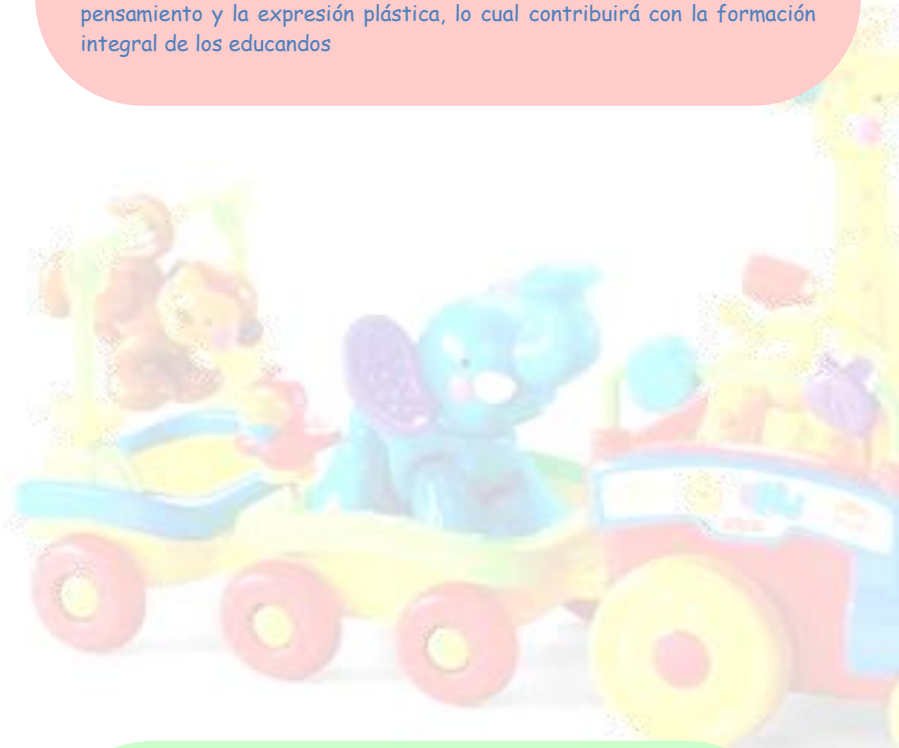 pensamiento y la expresión plástica, lo cual contribuirá con la formación
integral de los educandos